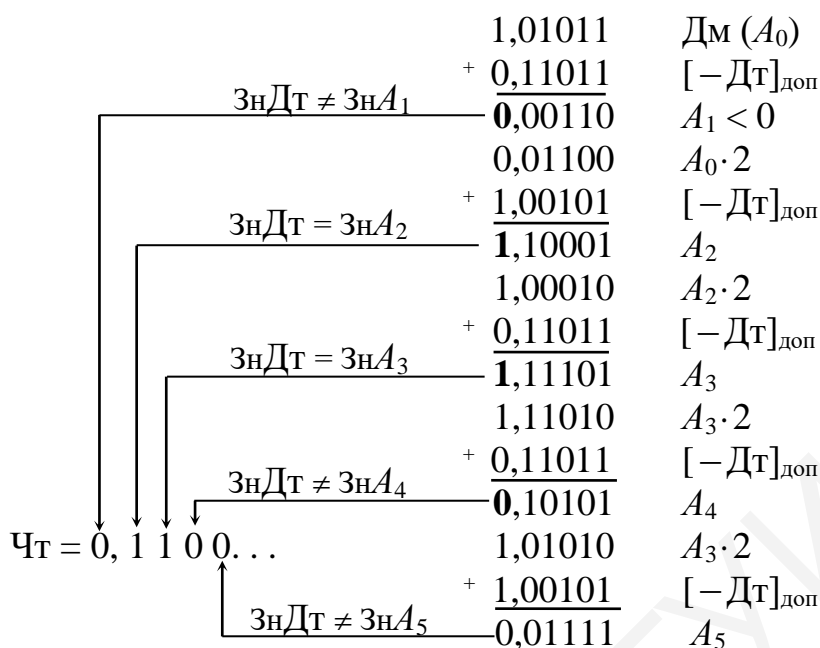 1,01011 Дм (A0)
+ 0,11011 [–Дт]доп
ЗнДт ≠ ЗнA1 0,00110 A1 < 0
0,01100 A0·2
+ 1,00101 [–Дт]доп
ЗнДт = ЗнA2 1,10001 A2
1,00010 A2·2
+ 0,11011 [–Дт]доп
ЗнДт = ЗнA3 1,11101 A3
1,11010 A3·2
+ 0,11011 [–Дт]доп
ЗнДт ≠ ЗнA4 0,10101 A4
Чт = 0, 1 1 0 0. . . 1,01010 A3·2
+ 1,00101 [–Дт]доп
ЗнДт ≠ ЗнA5 0,01111 A5